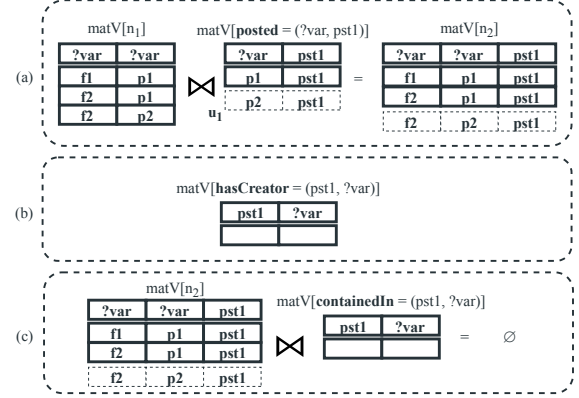 matV[n1] matV[posted = (?var, pst1)] matV[n2]
?var ?var ?var pst1 ?var ?var pst1
(a) f1 p1 ⋈ p1 pst1 = f1 p1 pst1
f2 p1 u1 p2 pst1 f2 p1 pst1
f2 p2 f2 p2 pst1
matV[hasCreator = (pst1, ?var)]
(b) pst1 ?var
matV[n2] matV[containedIn = (pst1, ?var)]
?var ?var pst1 pst1 ?var
(c) f1 p1 pst1 ⋈ = ∅
f2 p1 pst1
f2 p2 pst1